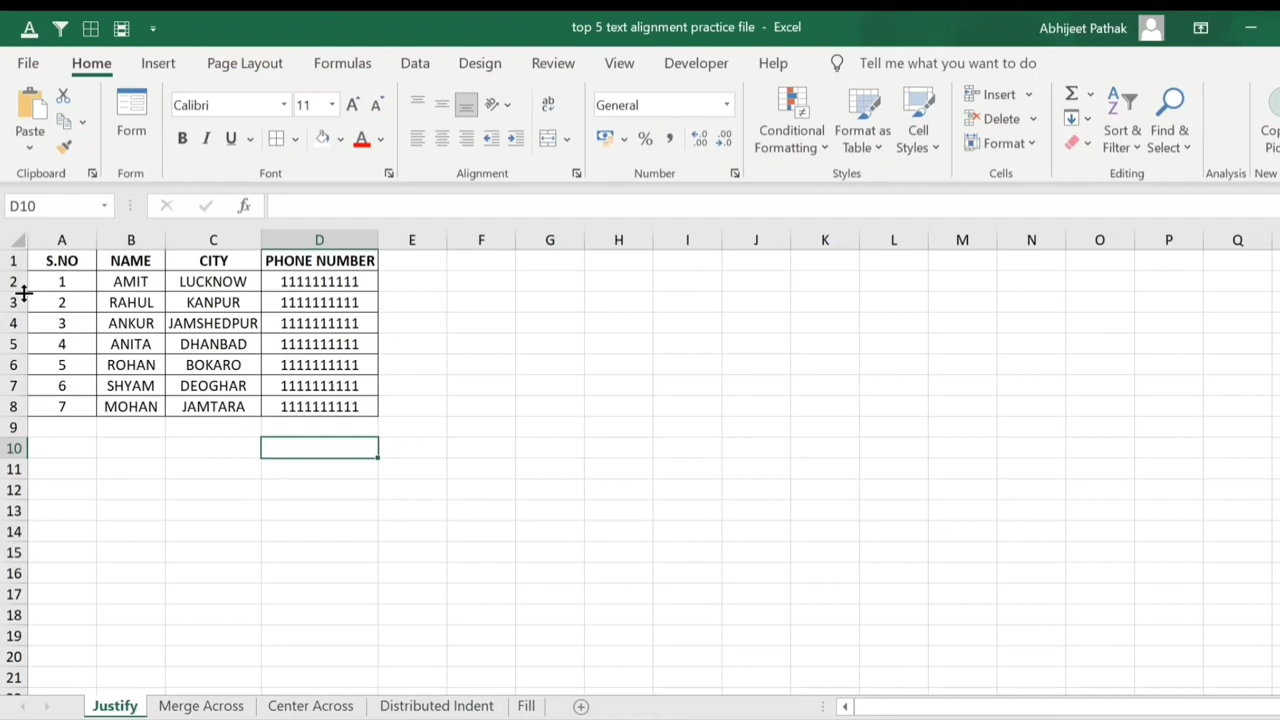 top 5 text alignment practice file - Excel
Abhijeet Pathak
File Home Insert Page Layout Formulas Data Design Review View Developer Help Tell me what you want to do
Calibri 11 General Insert
Paste Form Conditional Formatting Format as Table Cell Styles Delete Sort & Filter Find & Select
B I U % Format
Clipboard Form Font Alignment Number Styles Cells Editing Analysis New
D10 fx
A B C D E F G H I J K L M N O P Q
1 S.NO NAME CITY PHONE NUMBER
2 1 AMIT LUCKNOW 1111111111
3 2 RAHUL KANPUR 1111111111
4 3 ANKUR JAMSHEDPUR 1111111111
5 4 ANITA DHANBAD 1111111111
6 5 ROHAN BOKARO 1111111111
7 6 SHYAM DEOGHAR 1111111111
8 7 MOHAN JAMTARA 1111111111
9
10
11
12
13
14
15
16
17
18
19
20
21
Justify Merge Across Center Across Distributed Indent Fill